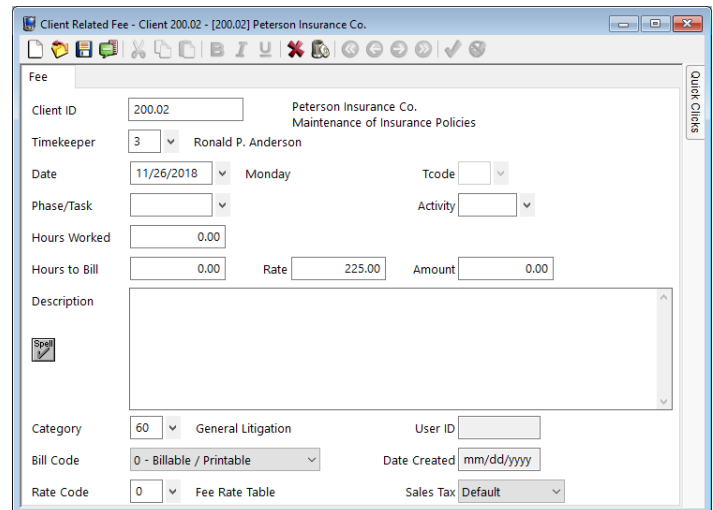 Client Related Fee - Client 200.02 - [200.02] Peterson Insurance Co.
B I U
Fee
Quick Clicks
Client ID 200.02 Peterson Insurance Co.
Maintenance of Insurance Policies
Timekeeper 3 Ronald P. Anderson
Date 11/26/2018 Monday Tcode
Phase/Task Activity
Hours Worked 0.00
Hours to Bill 0.00 Rate 225.00 Amount 0.00
Description
Spell
Category 60 General Litigation User ID
Bill Code 0 - Billable / Printable Date Created mm/dd/yyyy
Rate Code 0 Fee Rate Table Sales Tax Default